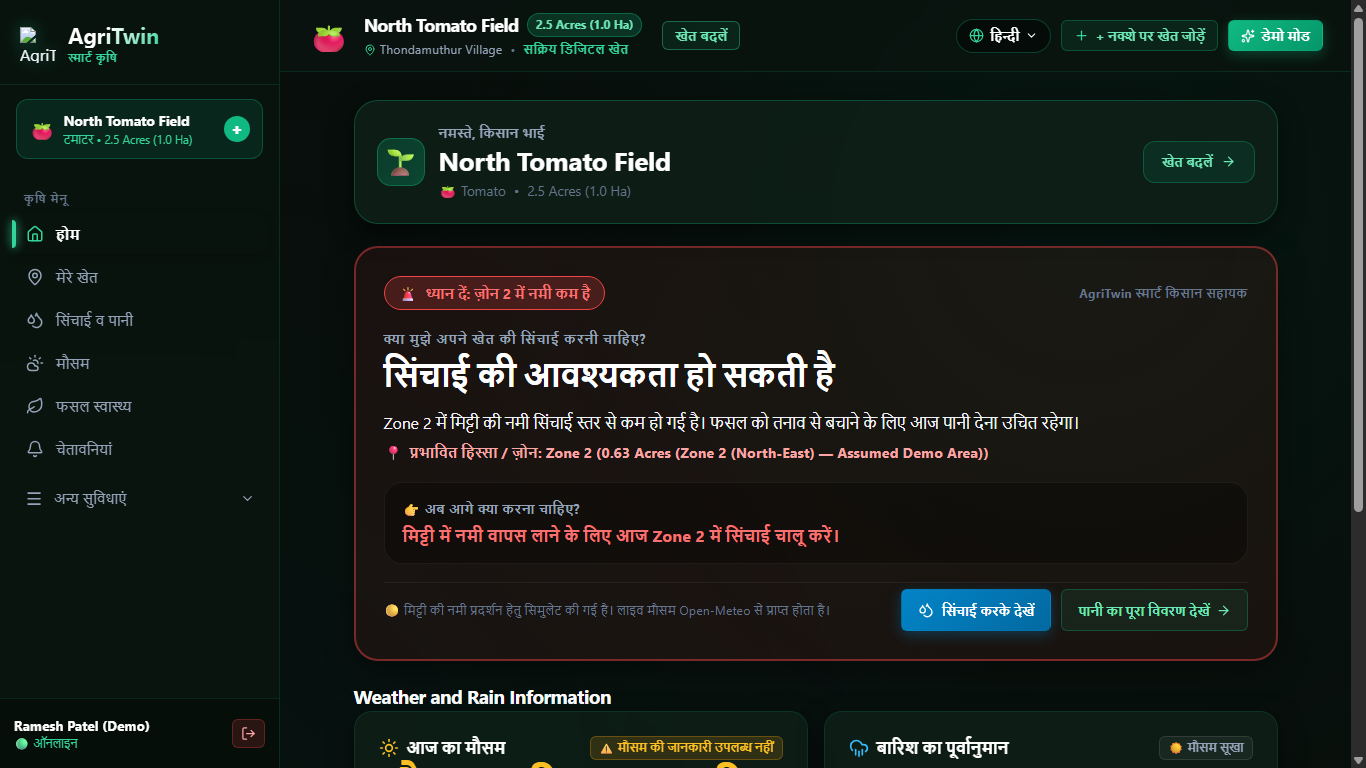 AgriT
AgriTwin
स्मार्ट कृषि
North Tomato Field
2.5 Acres (1.0 Ha)
Thondamuthur Village • सक्रिय डिजिटल खेत
खेत बदलें
हिन्दी
+ नक्शे पर खेत जोड़ें
डेमो मोड
North Tomato Field
टमाटर • 2.5 Acres (1.0 Ha)
+
कृषि मेनू
होम
मेरे खेत
सिंचाई व पानी
मौसम
फसल स्वास्थ्य
चेतावनियां
अन्य सुविधाएं
Ramesh Patel (Demo)
ऑनलाइन
नमस्ते, किसान भाई
North Tomato Field
Tomato • 2.5 Acres (1.0 Ha)
खेत बदलें →
ध्यान दें: ज़ोन 2 में नमी कम है
AgriTwin स्मार्ट किसान सहायक
क्या मुझे अपने खेत की सिंचाई करनी चाहिए?
सिंचाई की आवश्यकता हो सकती है
Zone 2 में मिट्टी की नमी सिंचाई स्तर से कम हो गई है। फसल को तनाव से बचाने के लिए आज पानी देना उचित रहेगा।
प्रभावित हिस्सा / ज़ोन: Zone 2 (0.63 Acres (Zone 2 (North-East) — Assumed Demo Area))
अब आगे क्या करना चाहिए?
मिट्टी में नमी वापस लाने के लिए आज Zone 2 में सिंचाई चालू करें।
मिट्टी की नमी प्रदर्शन हेतु सिमुलेट की गई है। लाइव मौसम Open-Meteo से प्राप्त होता है।
सिंचाई करके देखें
पानी का पूरा विवरण देखें →
Weather and Rain Information
आज का मौसम
मौसम की जानकारी उपलब्ध नहीं
बारिश का पूर्वानुमान
मौसम सूखा